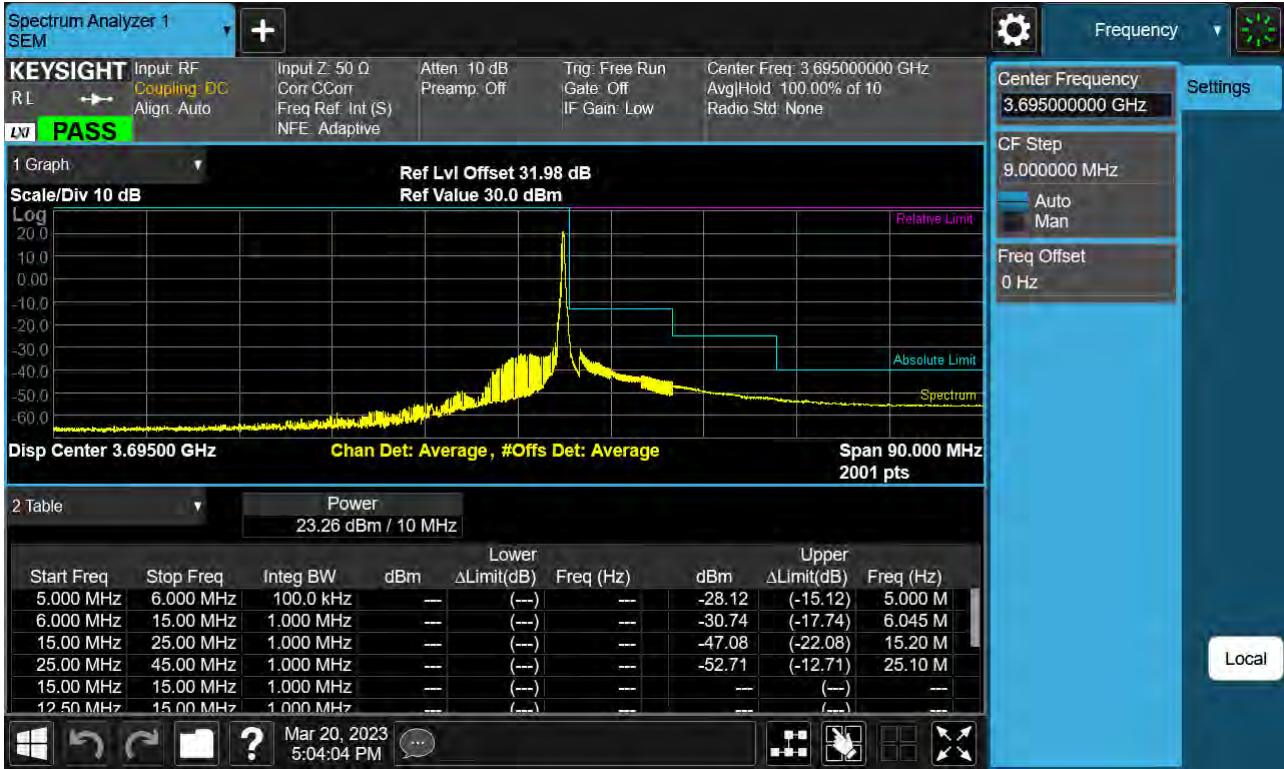 Spectrum Analyzer 1
SEM
Frequency
KEYSIGHT
R L
LXI PASS
Input: RF
Coupling: DC
Align: Auto
Input Z: 50 Ω
Corr CCorr
Freq Ref: Int (S)
NFE: Adaptive
Atten: 10 dB
Preamp: Off
Trig: Free Run
Gate: Off
IF Gain: Low
Center Freq: 3.695000000 GHz
Avg|Hold: 100.00% of 10
Radio Std: None
Center Frequency
3.695000000 GHz
Settings
CF Step
9.000000 MHz
Auto
Man
Freq Offset
0 Hz
Local
1 Graph
Scale/Div 10 dB
Ref Lvl Offset 31.98 dB
Ref Value 30.0 dBm
Log
Relative Limit
20.0
10.0
0.00
-10.0
-20.0
-30.0
-40.0
-50.0
-60.0
Absolute Limit
Spectrum
Disp Center 3.69500 GHz
Chan Det: Average, #Offs Det: Average
Span 90.000 MHz
2001 pts
2 Table
Power
23.26 dBm / 10 MHz
Lower Upper
Start Freq Stop Freq Integ BW dBm ΔLimit(dB) Freq (Hz) dBm ΔLimit(dB) Freq (Hz)
5.000 MHz 6.000 MHz 100.0 kHz --- (---) --- -28.12 (-15.12) 5.000 M
6.000 MHz 15.00 MHz 1.000 MHz --- (---) --- -30.74 (-17.74) 6.045 M
15.00 MHz 25.00 MHz 1.000 MHz --- (---) --- -47.08 (-22.08) 15.20 M
25.00 MHz 45.00 MHz 1.000 MHz --- (---) --- -52.71 (-12.71) 25.10 M
15.00 MHz 15.00 MHz 1.000 MHz --- (---) --- --- (---) ---
12.50 MHz 15.00 MHz 1.000 MHz --- (---) --- --- (---) ---
?
Mar 20, 2023
5:04:04 PM